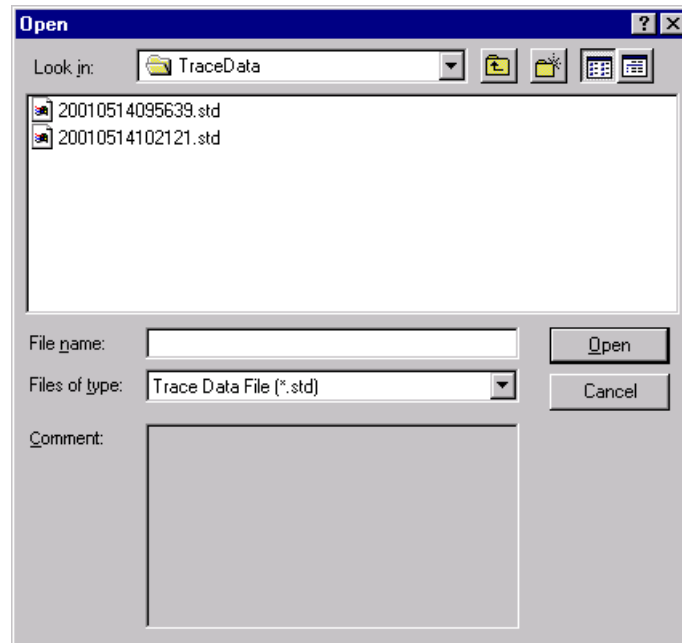 Open
Look in: TraceData
20010514095639.std
20010514102121.std
File name: Open
Files of type: Trace Data File (*.std) Cancel
Comment: